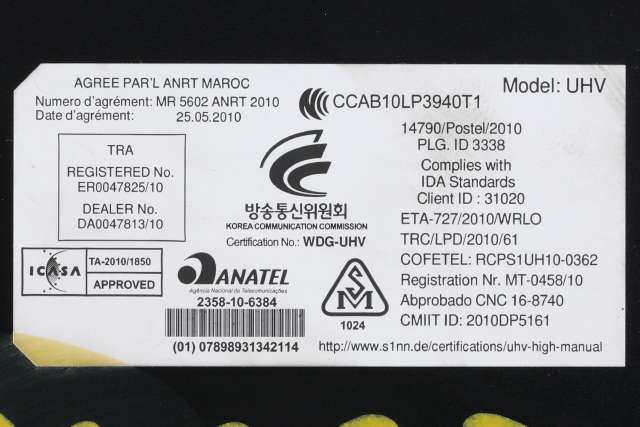 AGREE PAR'L ANRT MAROC
Numero d'agrément: MR 5602 ANRT 2010
Date d'agrément: 25.05.2010
TRA
REGISTERED No.
ER0047825/10
DEALER No.
DA0047813/10
ICASA
TA-2010/1850
APPROVED
방송통신위원회
KOREA COMMUNICATION COMMISSION
Certification No.: WDG-UHV
ANATEL
Agência Nacional de Telecomunicações
2358-10-6384
(01) 07898931342114
Model: UHV
CCAB10LP3940T1
14790/Postel/2010
PLG. ID 3338
Complies with
IDA Standards
Client ID : 31020
ETA-727/2010/WRLO
TRC/LPD/2010/61
COFETEL: RCPS1UH10-0362
Registration Nr. MT-0458/10
Abprobado CNC 16-8740
CMIIT ID: 2010DP5161
S
M
1024
http://www.s1nn.de/certifications/uhv-high-manual